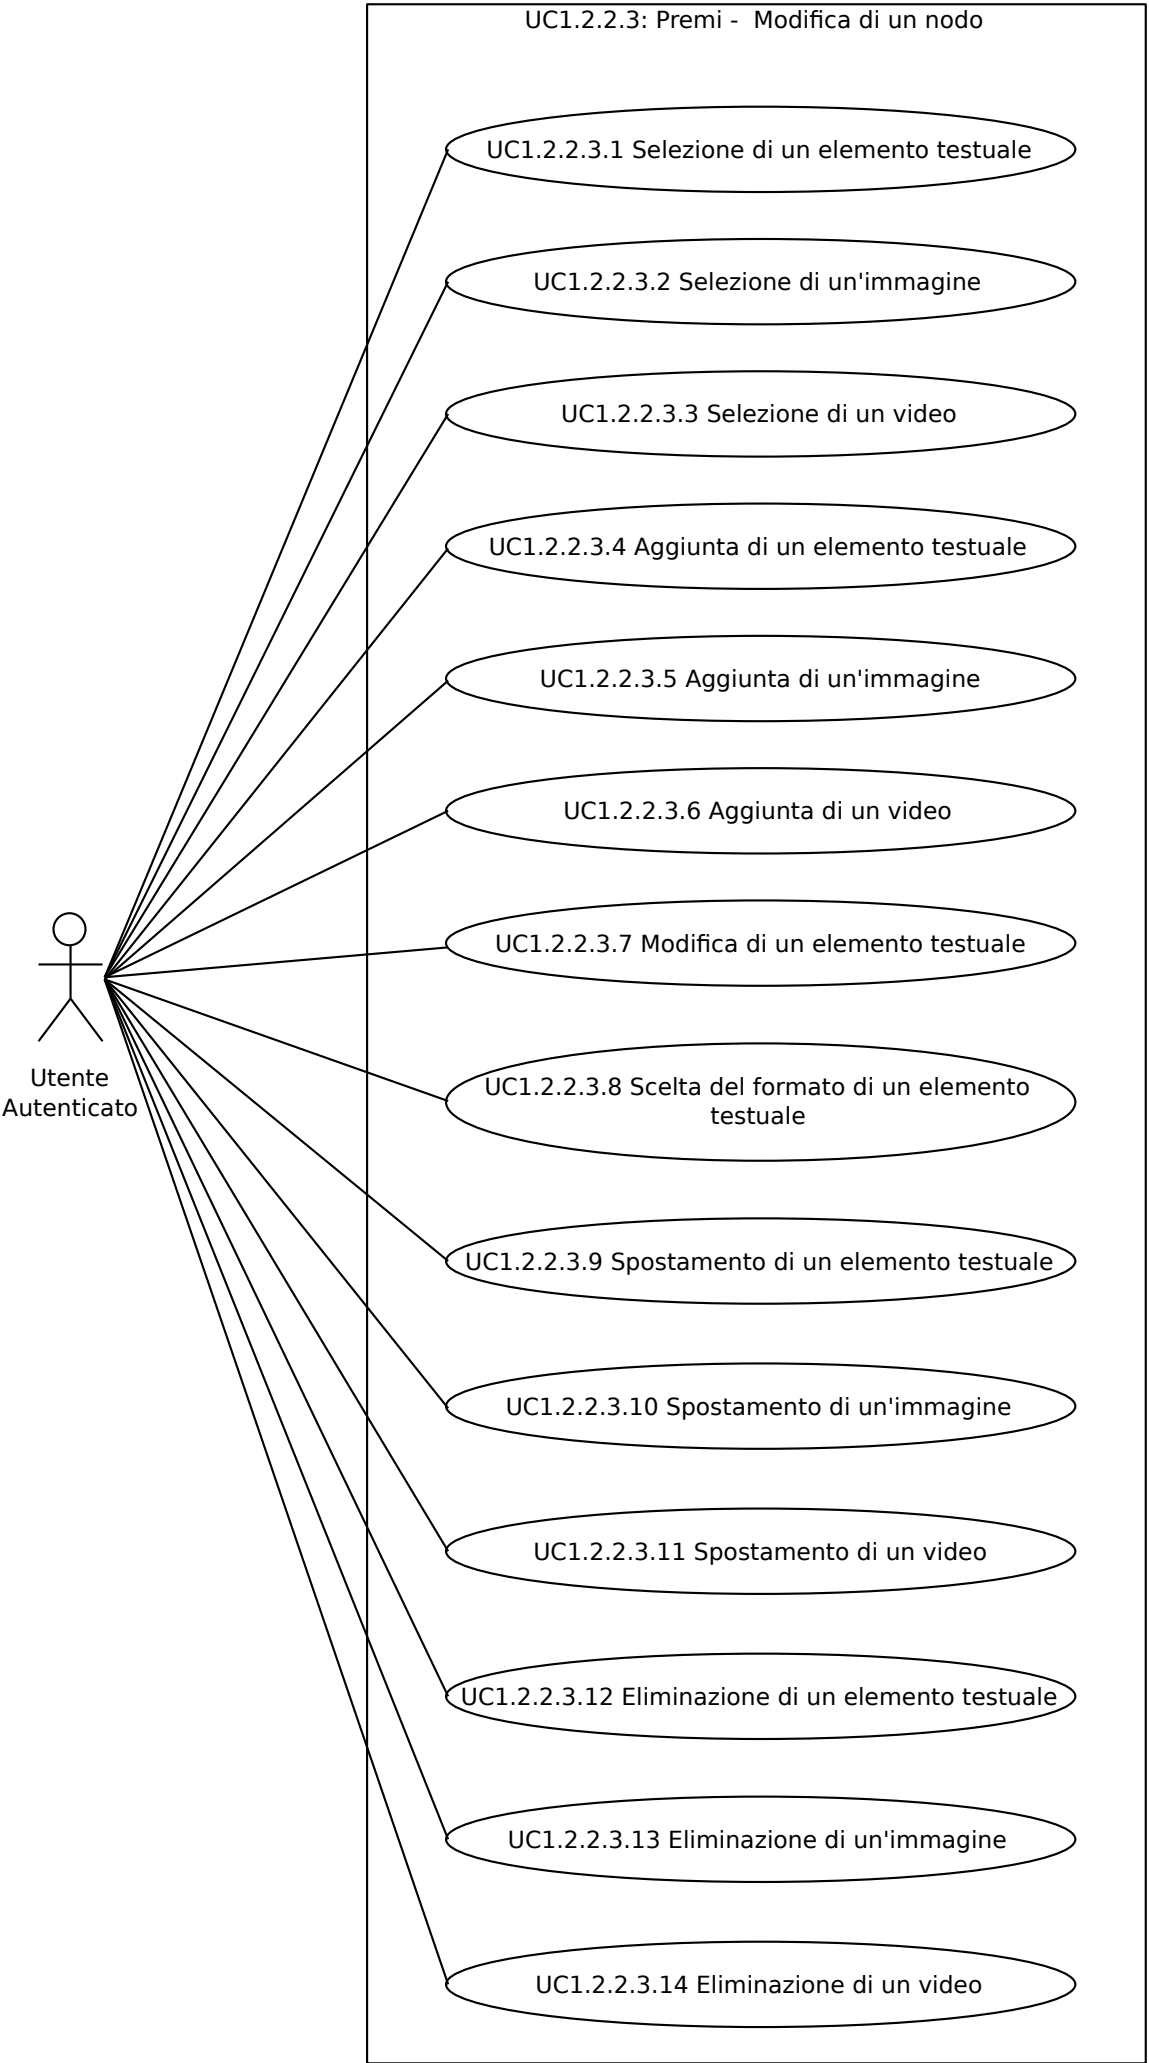 UC1.2.2.3: Premi -  Modifica di un nodo
UC1.2.2.3.1 Selezione di un elemento testuale
UC1.2.2.3.2 Selezione di un'immagine
UC1.2.2.3.3 Selezione di un video
UC1.2.2.3.4 Aggiunta di un elemento testuale
UC1.2.2.3.5 Aggiunta di un'immagine
UC1.2.2.3.6 Aggiunta di un video
UC1.2.2.3.7 Modifica di un elemento testuale
Utente
Autenticato
UC1.2.2.3.8 Scelta del formato di un elemento
testuale
UC1.2.2.3.9 Spostamento di un elemento testuale
UC1.2.2.3.10 Spostamento di un'immagine
UC1.2.2.3.11 Spostamento di un video
UC1.2.2.3.12 Eliminazione di un elemento testuale
UC1.2.2.3.13 Eliminazione di un'immagine
UC1.2.2.3.14 Eliminazione di un video